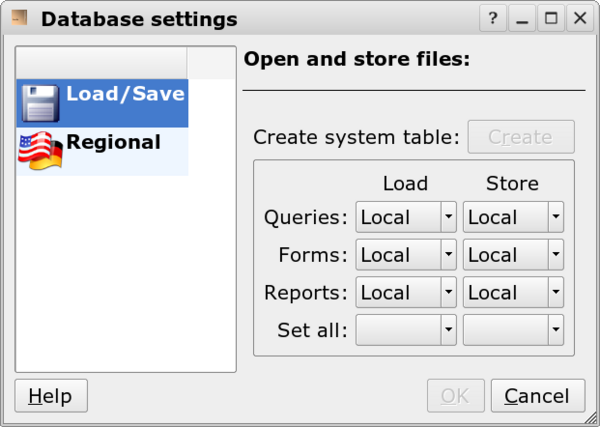 Database settings
?
Load/Save
Regional
Open and store files:
Create system table: Create
Load Store
Queries: Local Local
Forms: Local Local
Reports: Local Local
Set all:
Help OK Cancel